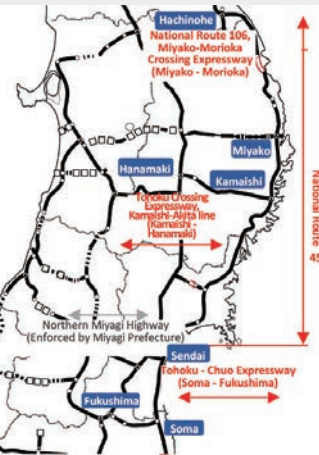 Hachinohe
National Route 106,
Miyako-Morioka
Crossing Expressway
(Miyako - Morioka)
Miyako
Hanamaki
Kamaishi
Tohoku Crossing
Expressway,
Kamaishi-Akita line
(Kamaishi -
Hanamaki)
National Route
45
Northern Miyagi Highway
(Enforced by Miyagi Prefecture)
Sendai
Tohoku - Chuo Expressway
(Soma - Fukushima)
Fukushima
Soma